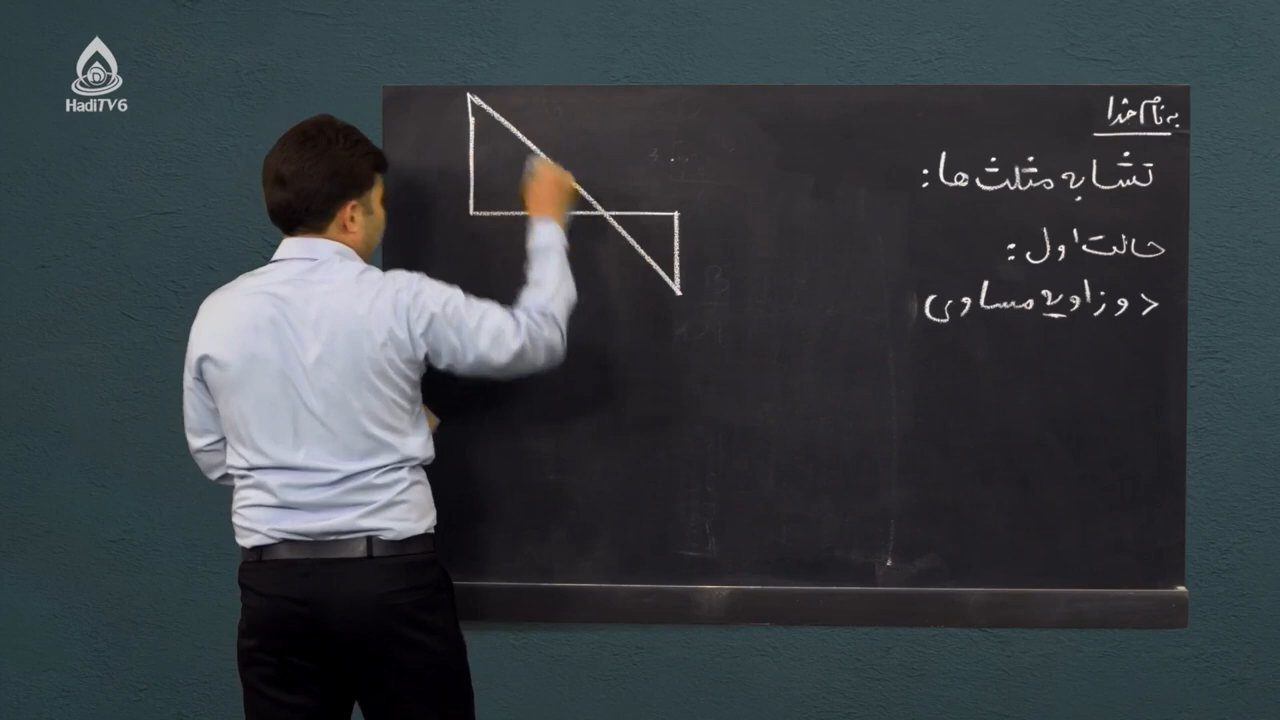 HadiTV6
به نام خدا
تشابه مثلث ها :
حالت اول :
دو زاویه مساوی